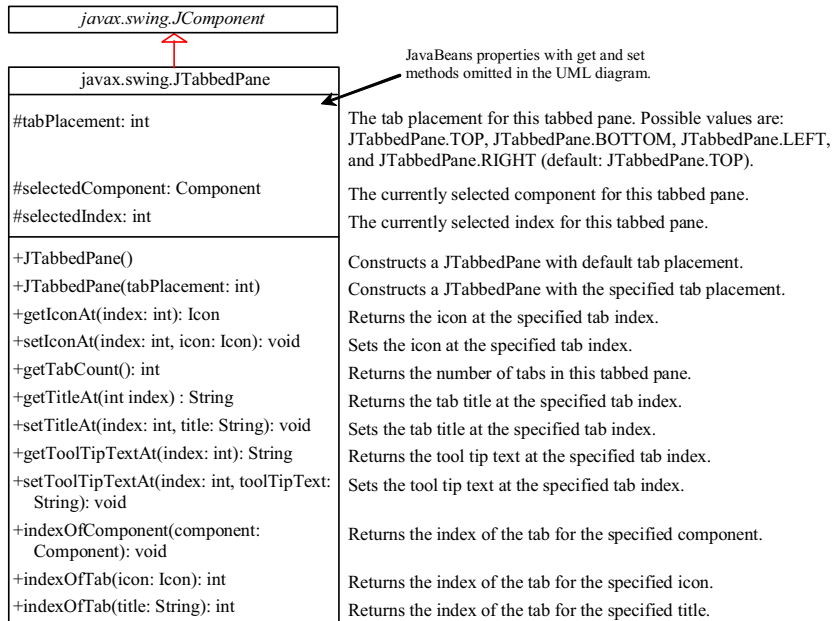 javax.swing.JComponent
JavaBeans properties with get and set
methods omitted in the UML diagram.
javax.swing.JTabbedPane
#tabPlacement: int
The tab placement for this tabbed pane. Possible values are:
JTabbedPane.TOP, JTabbedPane.BOTTOM, JTabbedPane.LEFT,
and JTabbedPane.RIGHT (default: JTabbedPane.TOP).
#selectedComponent: Component
The currently selected component for this tabbed pane.
#selectedIndex: int
The currently selected index for this tabbed pane.
+JTabbedPane()
Constructs a JTabbedPane with default tab placement.
+JTabbedPane(tabPlacement: int)
Constructs a JTabbedPane with the specified tab placement.
+getIconAt(index: int): Icon
Returns the icon at the specified tab index.
+setIconAt(index: int, icon: Icon): void
Sets the icon at the specified tab index.
+getTabCount(): int
Returns the number of tabs in this tabbed pane.
+getTitleAt(int index) : String
Returns the tab title at the specified tab index.
+setTitleAt(index: int, title: String): void
Sets the tab title at the specified tab index.
+getToolTipTextAt(index: int): String
Returns the tool tip text at the specified tab index.
+setToolTipTextAt(index: int, toolTipText:
String): void
Sets the tool tip text at the specified tab index.
+indexOfComponent(component:
Component): void
Returns the index of the tab for the specified component.
+indexOfTab(icon: Icon): int
Returns the index of the tab for the specified icon.
+indexOfTab(title: String): int
Returns the index of the tab for the specified title.